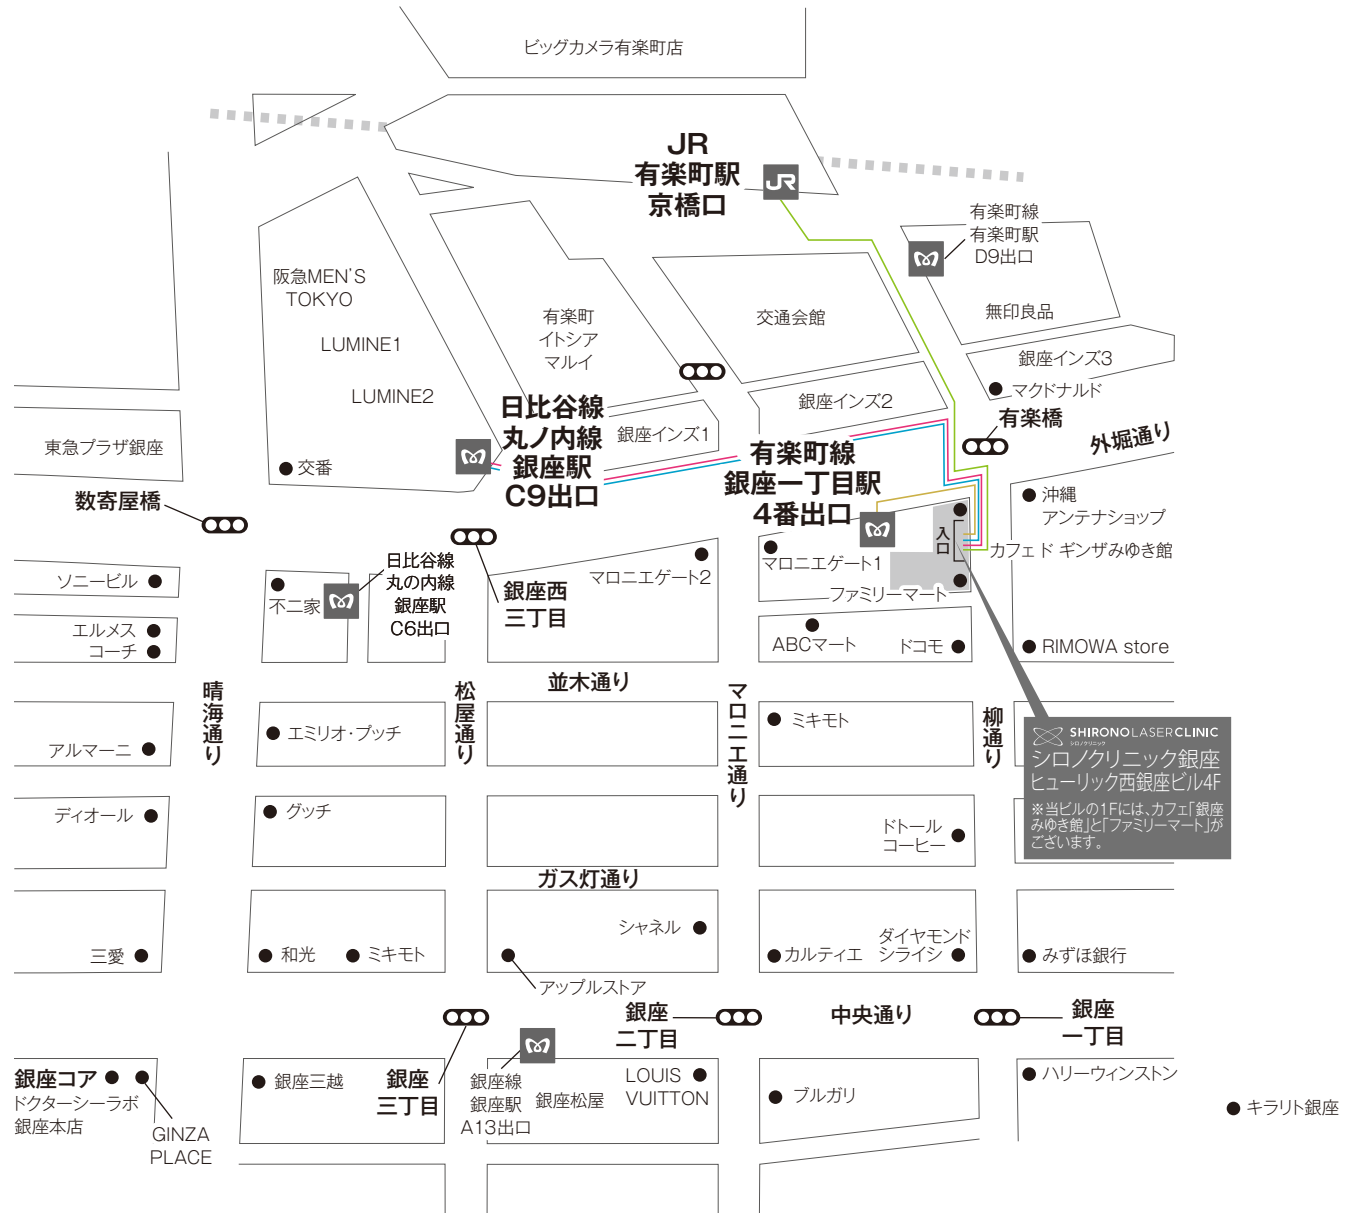 ビッグカメラ有楽町店
JR
有楽町駅
京橋口
JR
有楽町線
有楽町駅
D9出口
阪急MEN'S
TOKYO
LUMINE1
LUMINE2
有楽町
イトシア
マルイ
交通会館
無印良品
銀座インズ3
マクドナルド
銀座インズ2
銀座インズ1
有楽橋
外堀通り
東急プラザ銀座
交番
数寄屋橋
日比谷線
丸ノ内線
銀座駅
C9出口
有楽町線
銀座一丁目駅
4番出口
沖縄
アンテナショップ
入口
カフェド ギンザみゆき館
マロニエゲート1
ファミリーマート
マロニエゲート2
銀座西
三丁目
日比谷線
丸の内線
銀座駅
C6出口
不二家
ソニービル
エルメス
コーチ
ABCマート
ドコモ
RIMOWA store
晴海通り
松屋通り
並木通り
マロニエ通り
柳通り
アルマーニ
エミリオ・プッチ
ミキモト
SHIRONO LASER CLINIC
シロノクリニック
シロノクリニック銀座
ヒューリック西銀座ビル4F
※当ビルの1Fには、カフェ「銀座
みゆき館」と「ファミリーマート」が
ございます。
ディオール
グッチ
ドトール
コーヒー
ガス灯通り
三愛
和光
ミキモト
シャネル
アップルストア
カルティエ
ダイヤモンド
シライシ
みずほ銀行
銀座
二丁目
中央通り
銀座
一丁目
銀座コア
ドクターシーラボ
銀座本店
GINZA
PLACE
銀座三越
銀座
三丁目
銀座線
銀座駅
A13出口
銀座松屋
LOUIS
VUITTON
ブルガリ
ハリーウィンストン
キラリト銀座